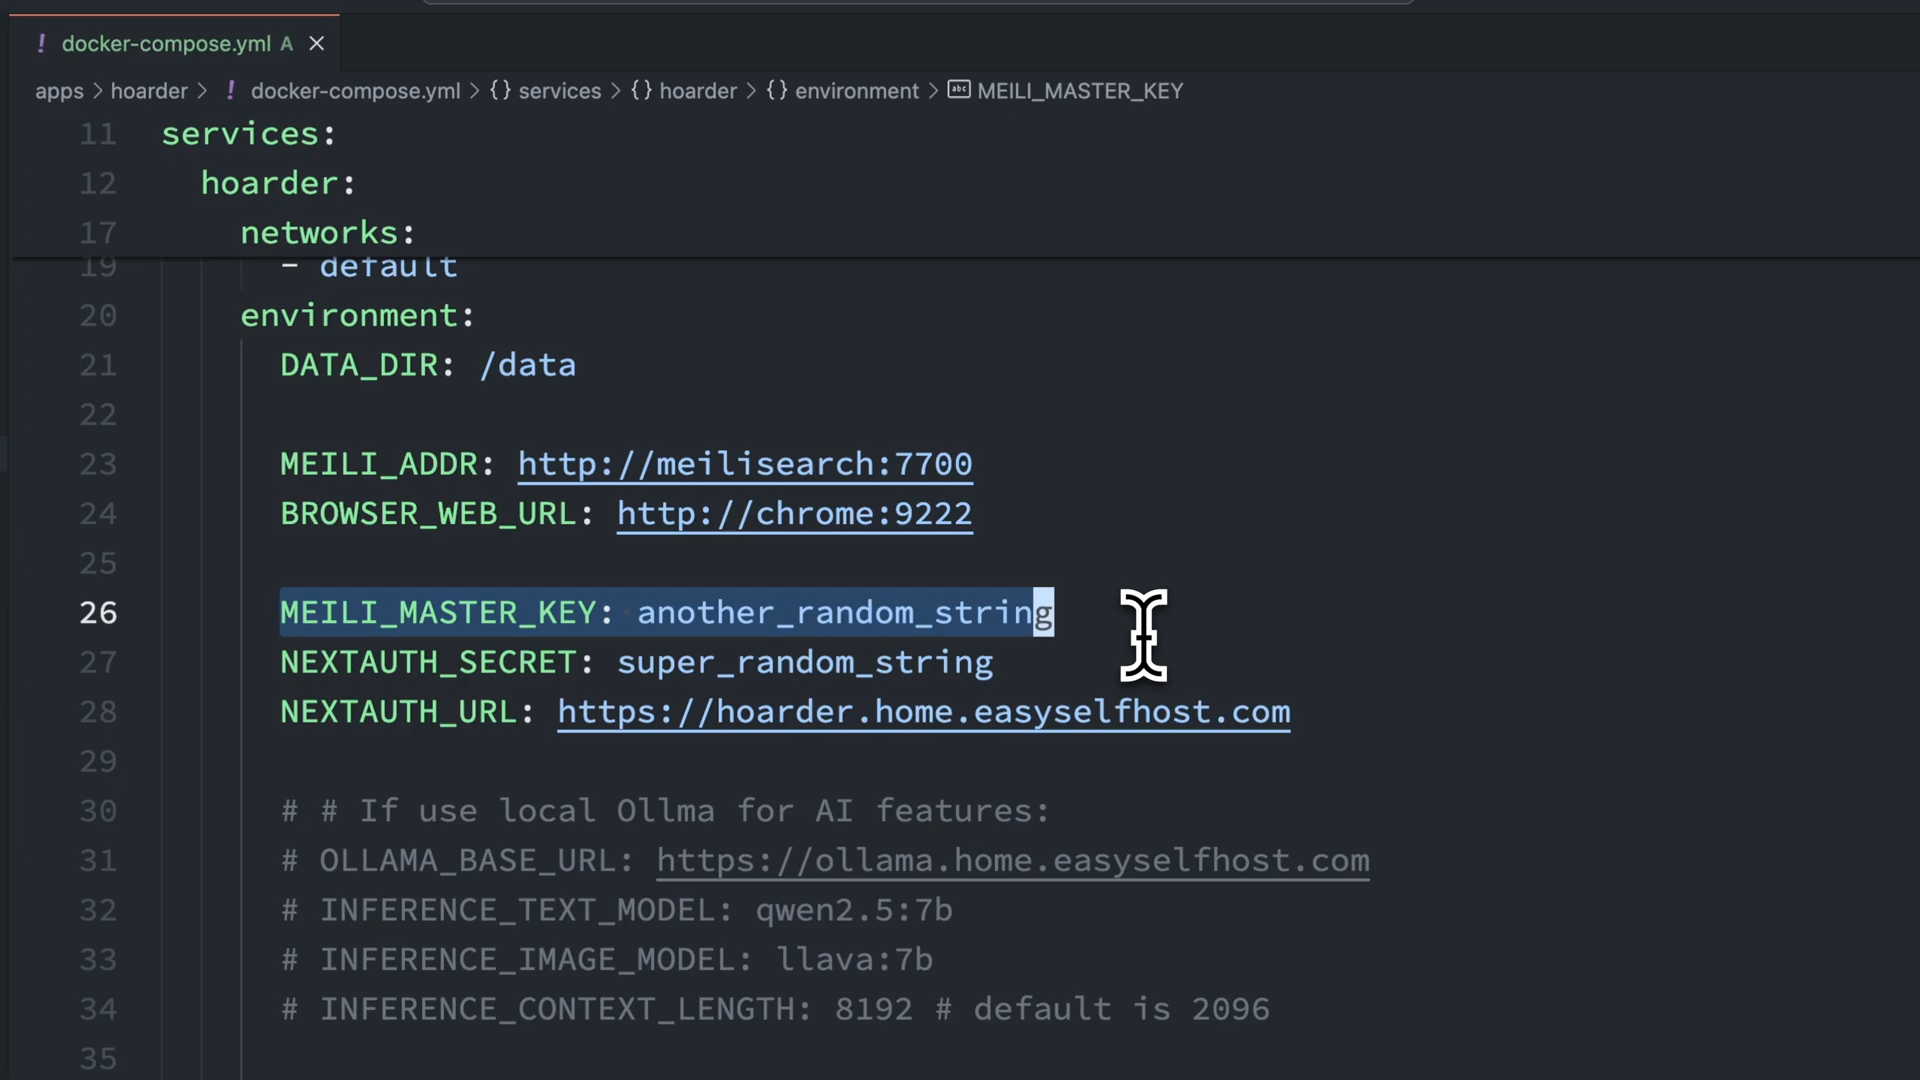 ! docker-compose.yml A ×
apps > hoarder > ! docker-compose.yml > {} services > {} hoarder > {} environment > abc MEILI_MASTER_KEY
11 services:
12 hoarder:
17 networks:
19 - default
20 environment:
21 DATA_DIR: /data
22
23 MEILI_ADDR: http://meilisearch:7700
24 BROWSER_WEB_URL: http://chrome:9222
25
26 MEILI_MASTER_KEY: another_random_string
27 NEXTAUTH_SECRET: super_random_string
28 NEXTAUTH_URL: https://hoarder.home.easyselfhost.com
29
30 # # If use local Ollma for AI features:
31 # OLLAMA_BASE_URL: https://ollama.home.easyselfhost.com
32 # INFERENCE_TEXT_MODEL: qwen2.5:7b
33 # INFERENCE_IMAGE_MODEL: llava:7b
34 # INFERENCE_CONTEXT_LENGTH: 8192 # default is 2096
35